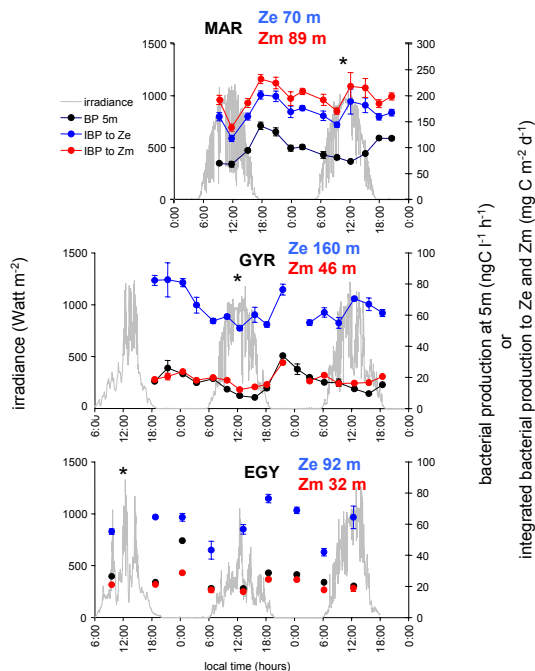 MAR
Ze 70 m
Zm 89 m
*
irradiance
BP 5m
IBP to Ze
IBP to Zm
1500
1000
500
0
300
250
200
150
100
50
0
0:00 6:00 12:00 18:00 0:00 6:00 12:00 18:00 0:00
GYR
Ze 160 m
Zm 46 m
*
1500
1000
500
0
100
80
60
40
20
0
6:00 12:00 18:00 0:00 6:00 12:00 18:00 0:00 6:00 12:00 18:00 0:00
EGY
Ze 92 m
Zm 32 m
*
1500
1000
500
0
100
80
60
40
20
0
6:00 12:00 18:00 0:00 6:00 12:00 18:00 0:00 6:00 12:00 18:00 0:00
local time (hours)
irradiance (Watt m-2)
bacterial production at 5m (ngC l-1 h-1)
or
integrated bacterial production to Ze and Zm (mg C m-2 d-1)